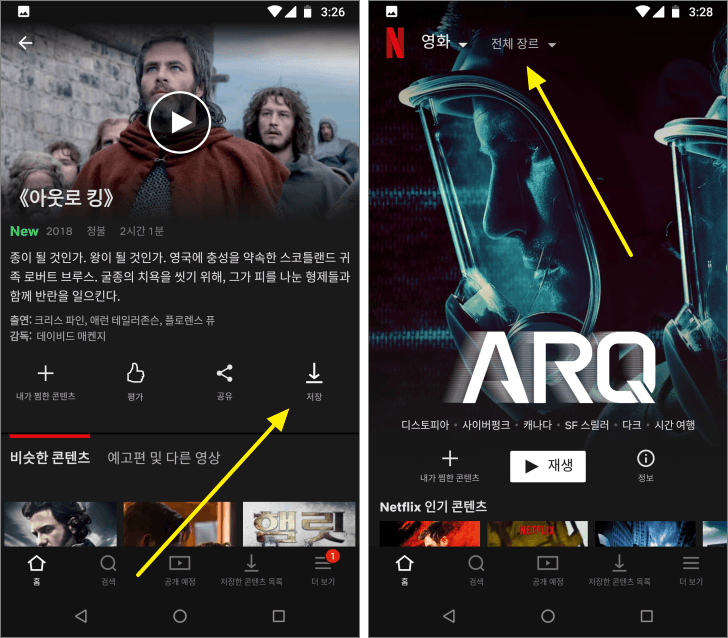 3:26
《아웃로 킹》
New 2018 청불 2시간 1분
종이 될 것인가. 왕이 될 것인가. 영국에 충성을 약속한 스코틀랜드 귀
족 로버트 브루스. 굴종의 치욕을 씻기 위해, 그가 피를 나눈 형제들과
함께 반란을 일으킨다.
출연: 크리스 파인, 애런 테일러존슨, 플로렌스 퓨
감독: 데이비드 매켄지
내가 찜한 콘텐츠 평가 공유 저장
비슷한 콘텐츠 예고편 및 다른 영상
핼릿
1
홈 검색 공개 예정 저장한 콘텐츠 목록 더 보기
3:28
N 영화 전체 장르
ARQ
디스토피아 • 사이버펑크 • 캐나다 • SF 스릴러 • 다크 • 시간 여행
내가 찜한 콘텐츠 재생 정보
Netflix 인기 콘텐츠
NETFLIX
홈 검색 공개 예정 저장한 콘텐츠 목록 더 보기